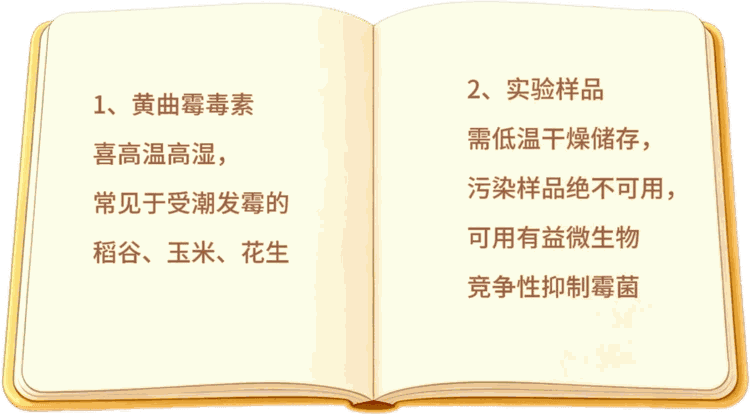 1、黄曲霉毒素
喜高温高湿，
常见于受潮发霉的
稻谷、玉米、花生
2、实验样品
需低温干燥储存，
污染样品绝不可用，
可用有益微生物
竞争性抑制霉菌